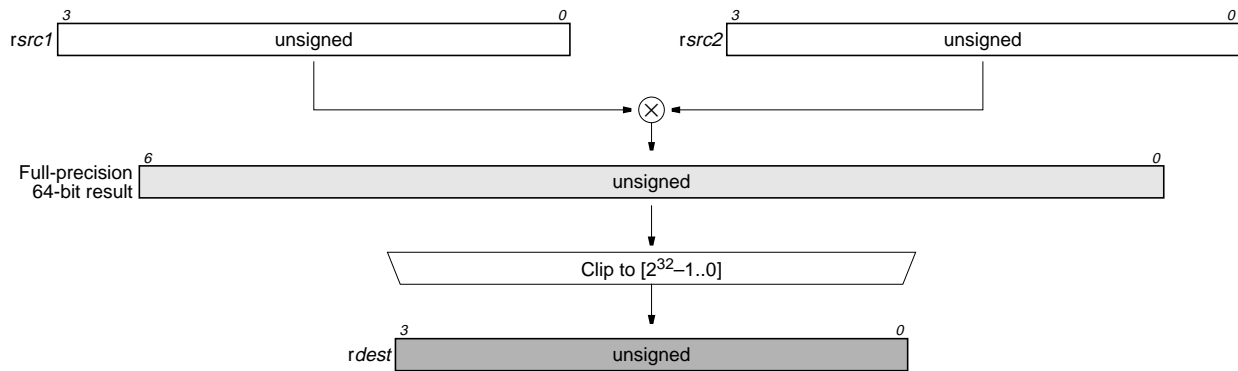 3 0 3 0
rsrc1 unsigned rsrc2 unsigned
6 0
Full-precision
64-bit result
unsigned
Clip to [2³²–1..0]
3 0
rdest unsigned